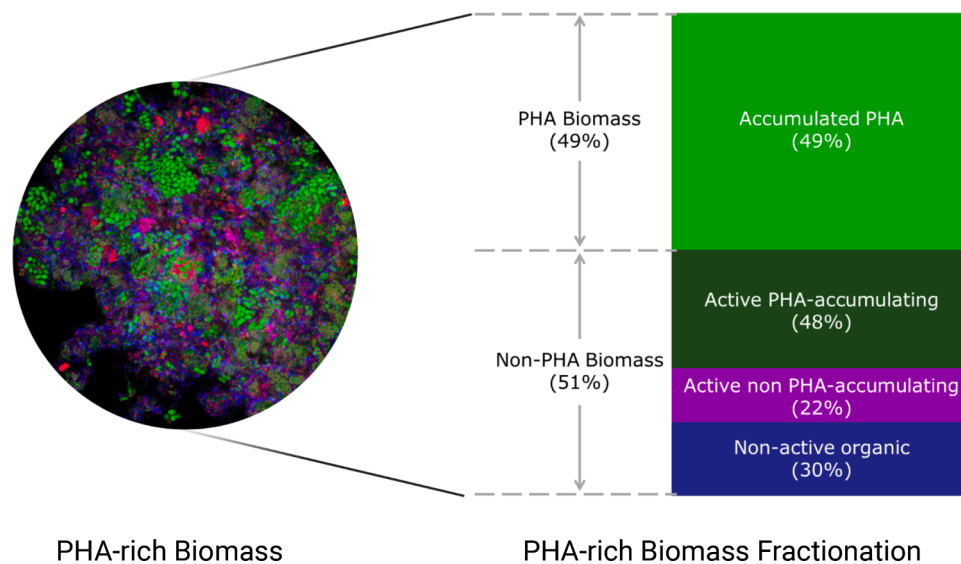 PHA Biomass
(49%)
Accumulated PHA
(49%)
Non-PHA Biomass
(51%)
Active PHA-accumulating
(48%)
Active non PHA-accumulating
(22%)
Non-active organic
(30%)
PHA-rich Biomass
PHA-rich Biomass Fractionation